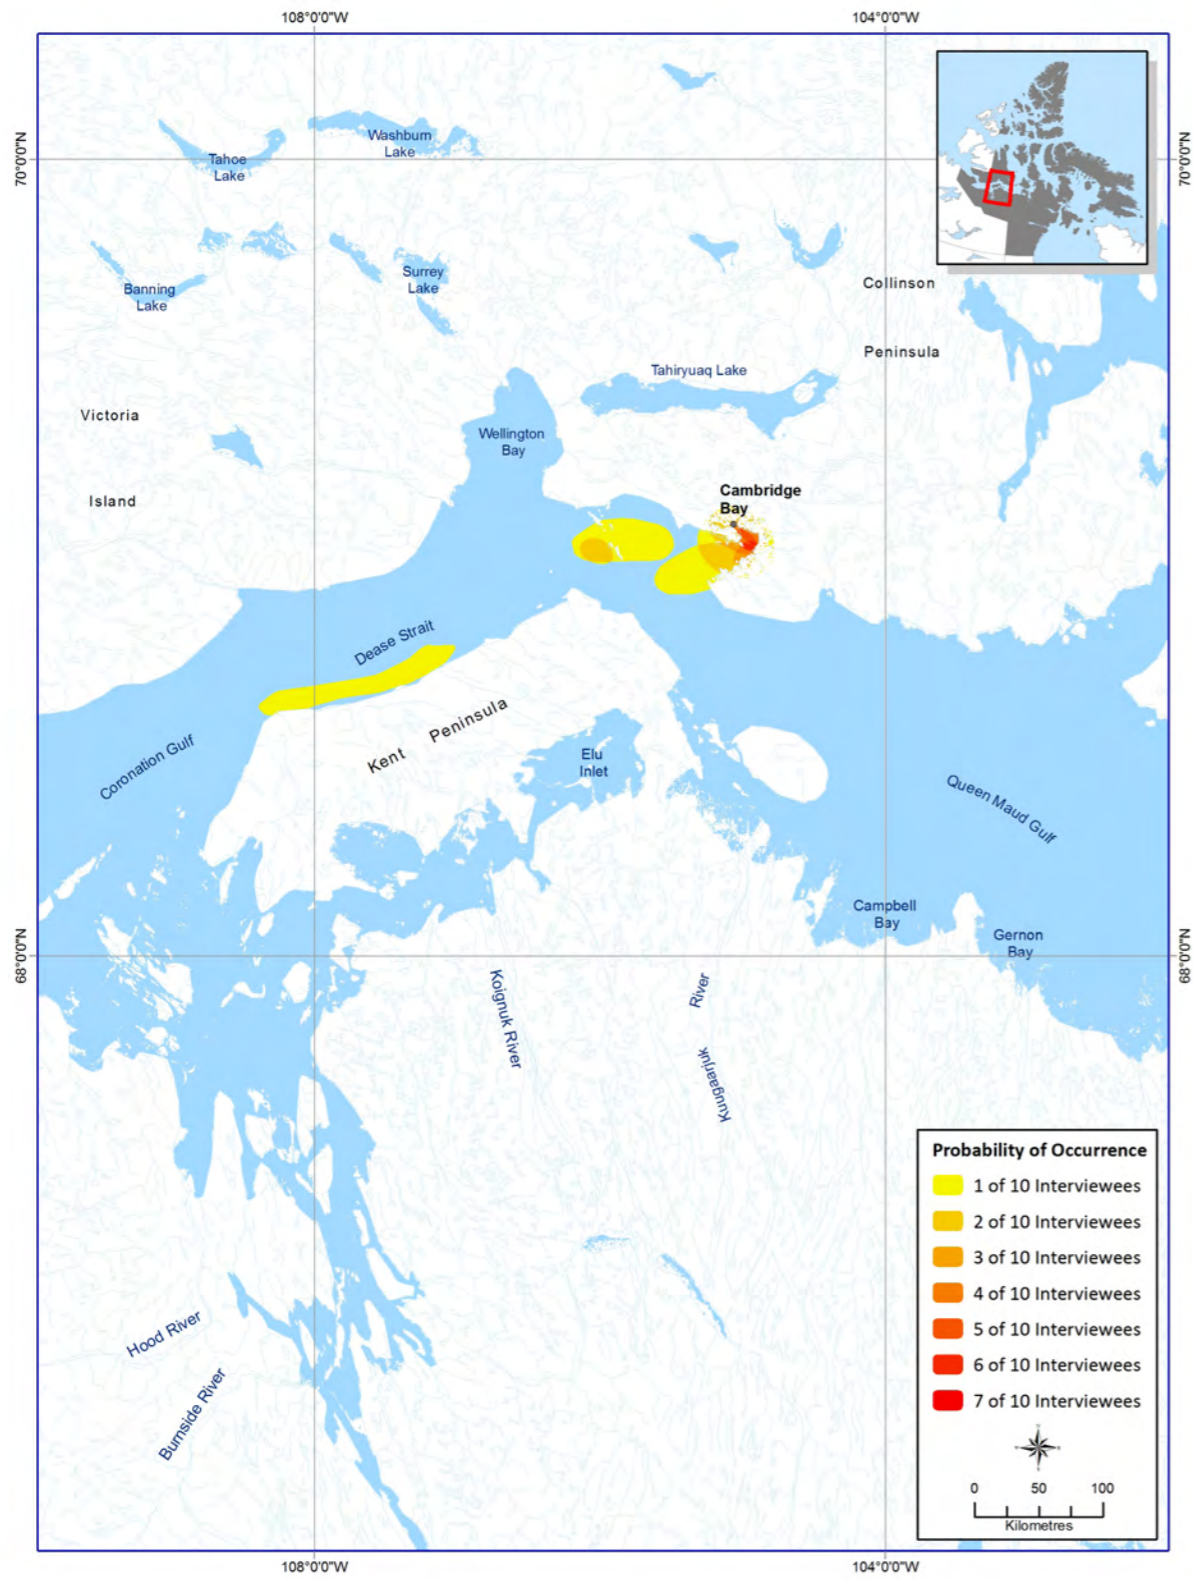 108°0'0"W
104°0'0"W
70°0'0"N
70°0'0"N
Washburn
Lake
Tahoe
Lake
Surrey
Lake
Banning
Lake
Collinson
Peninsula
Tahiryuaq Lake
Victoria
Island
Wellington
Bay
Cambridge
Bay
Dease Strait
Kent Peninsula
Coronation Gulf
Elu
Inlet
Queen Maud Gulf
Campbell
Bay
Gernon
Bay
68°0'0"N
68°0'0"N
Koignuk River
River
Kuugaarjuk
Hood River
Burnside River
Probability of Occurrence
1 of 10 Interviewees
2 of 10 Interviewees
3 of 10 Interviewees
4 of 10 Interviewees
5 of 10 Interviewees
6 of 10 Interviewees
7 of 10 Interviewees
0 50 100
Kilometres
108°0'0"W
104°0'0"W